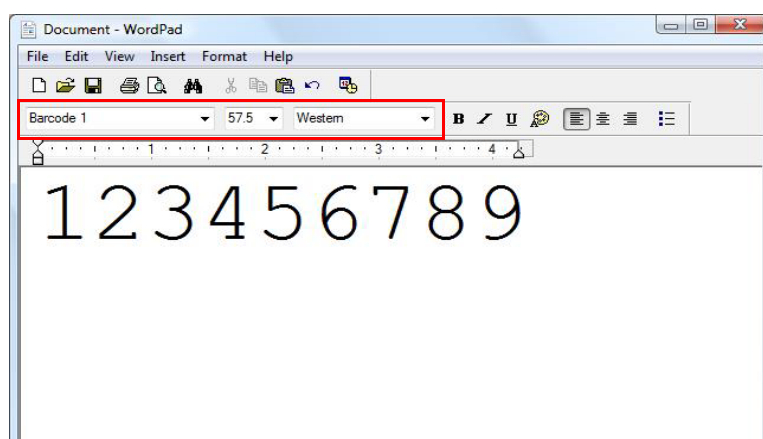 Document - WordPad
File Edit View Insert Format Help
Barcode 1 57.5 Western B / U
1 2 3 4
123456789